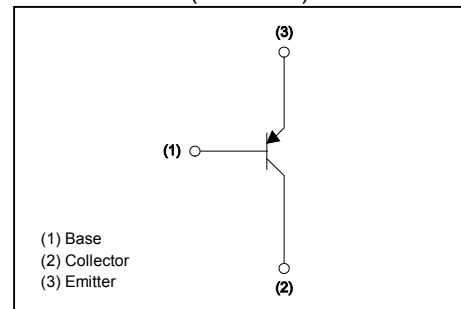 (3)
(1)
(1) Base
(2) Collector
(3) Emitter
(2)